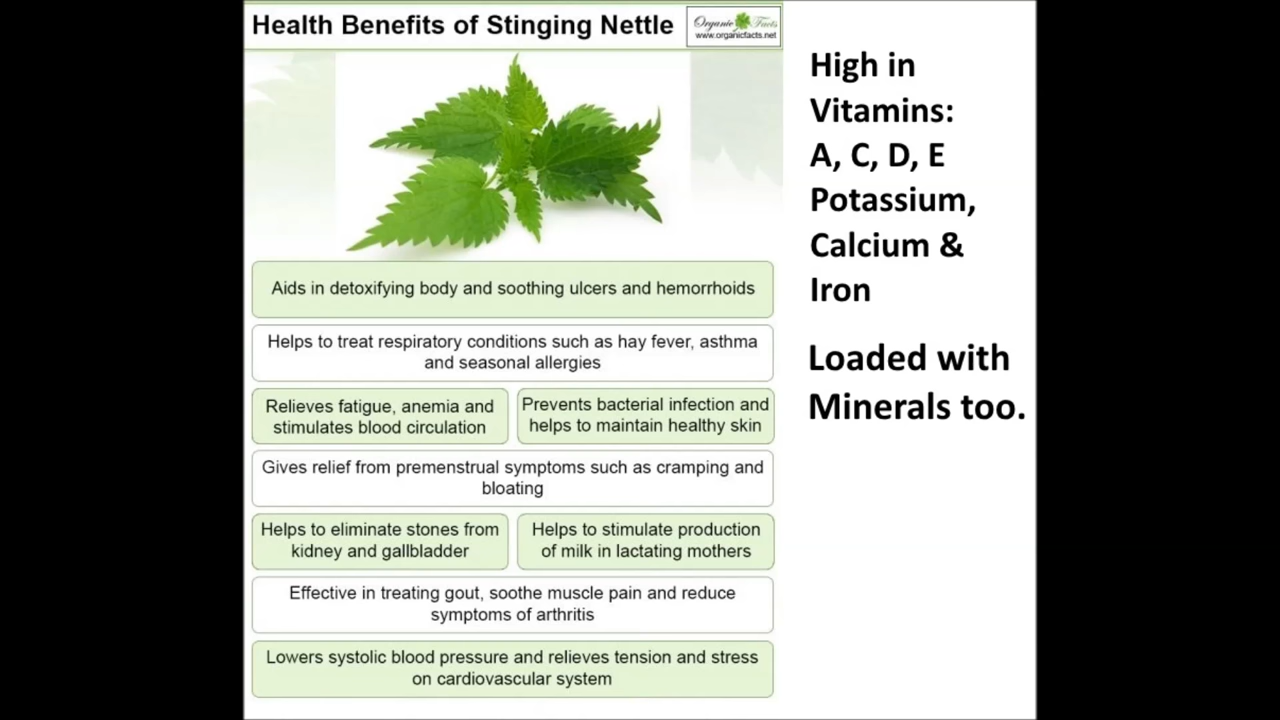 Health Benefits of Stinging Nettle
Organic Facts
www.organicfacts.net
High in
Vitamins:
A, C, D, E
Potassium,
Calcium &
Iron
Loaded with
Minerals too.
Aids in detoxifying body and soothing ulcers and hemorrhoids
Helps to treat respiratory conditions such as hay fever, asthma
and seasonal allergies
Relieves fatigue, anemia and
stimulates blood circulation
Prevents bacterial infection and
helps to maintain healthy skin
Gives relief from premenstrual symptoms such as cramping and
bloating
Helps to eliminate stones from
kidney and gallbladder
Helps to stimulate production
of milk in lactating mothers
Effective in treating gout, soothe muscle pain and reduce
symptoms of arthritis
Lowers systolic blood pressure and relieves tension and stress
on cardiovascular system